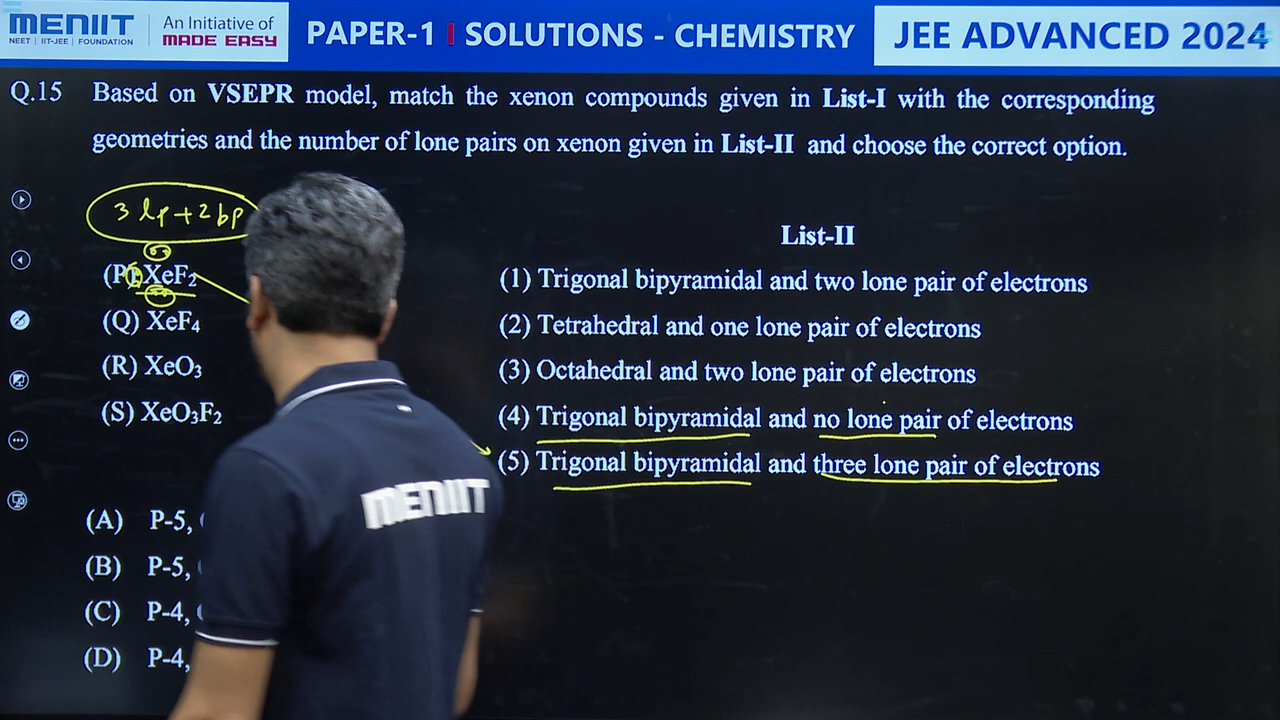 MENIIT
NEET | IIT-JEE | FOUNDATION
An Initiative of
MADE EASY
PAPER-1 | SOLUTIONS - CHEMISTRY
JEE ADVANCED 2024
Q.15 Based on VSEPR model, match the xenon compounds given in List-I with the corresponding
geometries and the number of lone pairs on xenon given in List-II and choose the correct option.
3 lp + 2 bp
List-II
(P) XeF₂
(1) Trigonal bipyramidal and two lone pair of electrons
(Q) XeF₄
(2) Tetrahedral and one lone pair of electrons
(R) XeO₃
(3) Octahedral and two lone pair of electrons
(S) XeO₃F₂
(4) Trigonal bipyramidal and no lone pair of electrons
(5) Trigonal bipyramidal and three lone pair of electrons
(A) P-5,
(B) P-5,
(C) P-4,
(D) P-4,
MENIIT